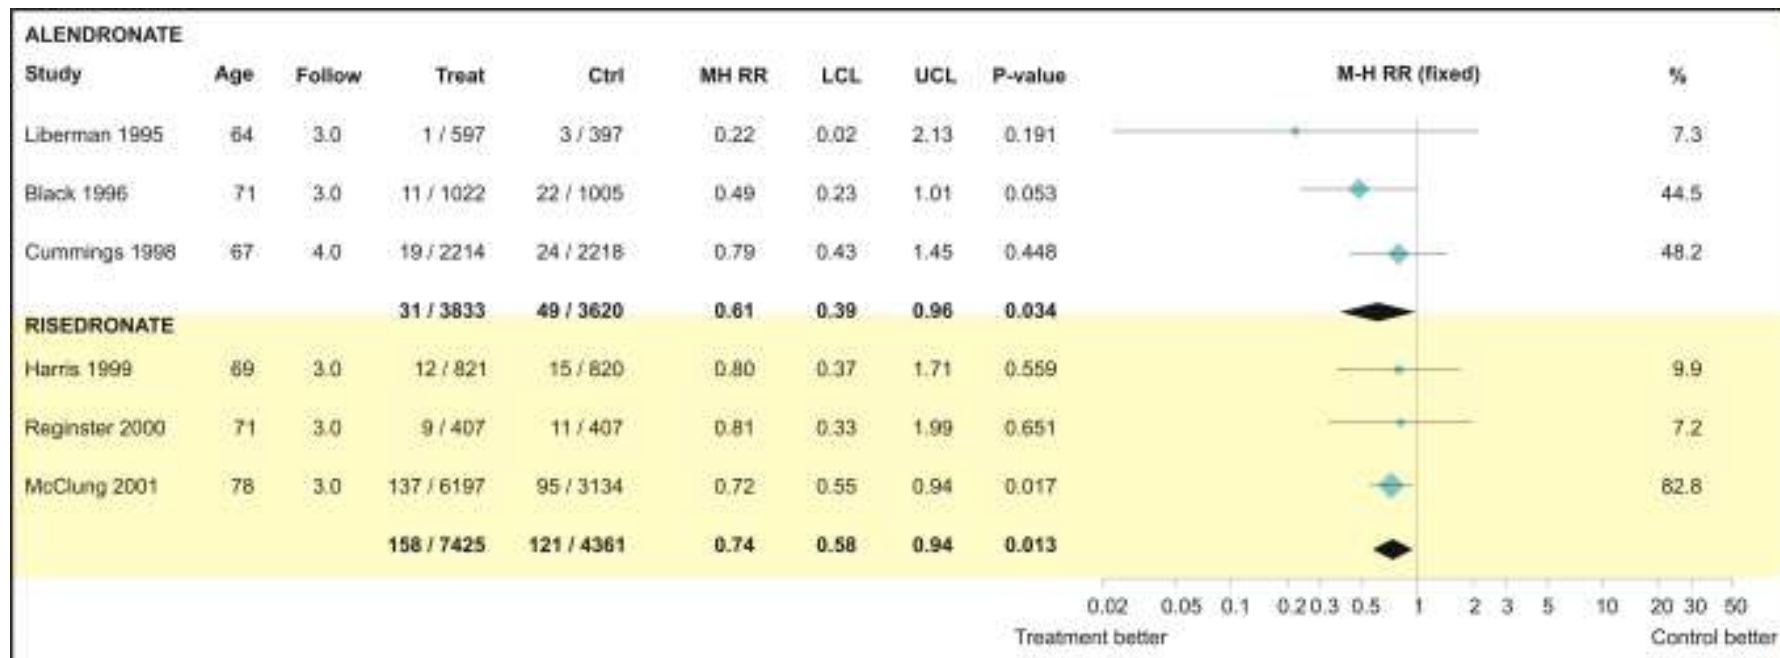 ALENDRONATE
Study Age Follow Treat Ctrl MH RR LCL UCL P-value M-H RR (fixed) %
Liberman 1995 64 3.0 1 / 597 3 / 397 0.22 0.02 2.13 0.191 7.3
Black 1996 71 3.0 11 / 1022 22 / 1005 0.49 0.23 1.01 0.053 44.5
Cummings 1998 67 4.0 19 / 2214 24 / 2218 0.79 0.43 1.45 0.448 48.2
31 / 3833 49 / 3620 0.61 0.39 0.96 0.034
RISEDRONATE
Harris 1999 69 3.0 12 / 821 15 / 820 0.80 0.37 1.71 0.559 9.9
Reginster 2000 71 3.0 9 / 407 11 / 407 0.81 0.33 1.99 0.651 7.2
McClung 2001 78 3.0 137 / 6197 95 / 3134 0.72 0.55 0.94 0.017 82.8
158 / 7425 121 / 4361 0.74 0.58 0.94 0.013
0.02 0.05 0.1 0.2 0.3 0.5 1 2 3 5 10 20 30 50
Treatment better Control better